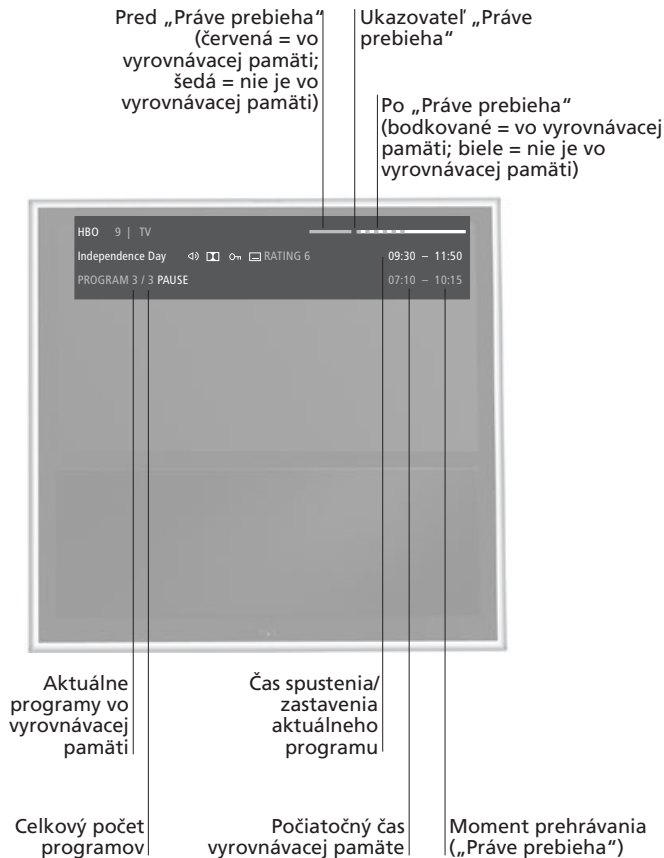 Pred „Práve prebieha“
(červená = vo
vyrovnávacej pamäti;
šedá = nie je vo
vyrovnávacej pamäti)
Ukazovateľ „Práve
prebieha“
Po „Práve prebieha“
(bodkované = vo vyrovnávacej
pamäti; biele = nie je vo
vyrovnávacej pamäti)
HBO 9 | TV
Independence Day RATING 6 09:30 – 11:50
PROGRAM 3 / 3 PAUSE 07:10 – 10:15
Aktuálne
programy vo
vyrovnávacej
pamäti
Čas spustenia/
zastavenia
aktuálneho
programu
Celkový počet
programov
Počiatočný čas
vyrovnávacej pamäte
Moment prehrávania
(„Práve prebieha“)